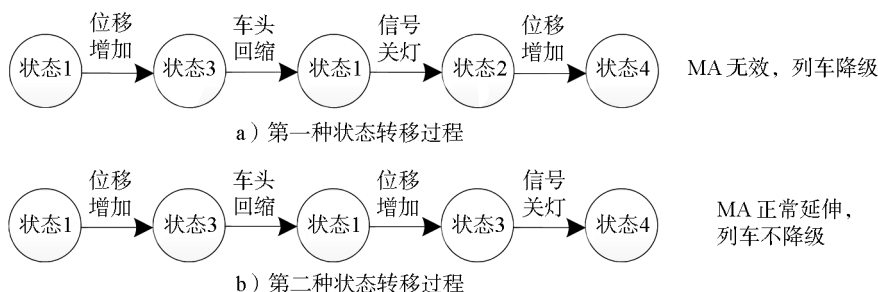 位移
增加
车头
回缩
信号
关灯
位移
增加
状态1
状态3
状态1
状态2
状态4
MA 无效，列车降级
a）第一种状态转移过程
位移
增加
车头
回缩
位移
增加
信号
关灯
状态1
状态3
状态1
状态3
状态4
MA 正常延伸，
列车不降级
b）第二种状态转移过程